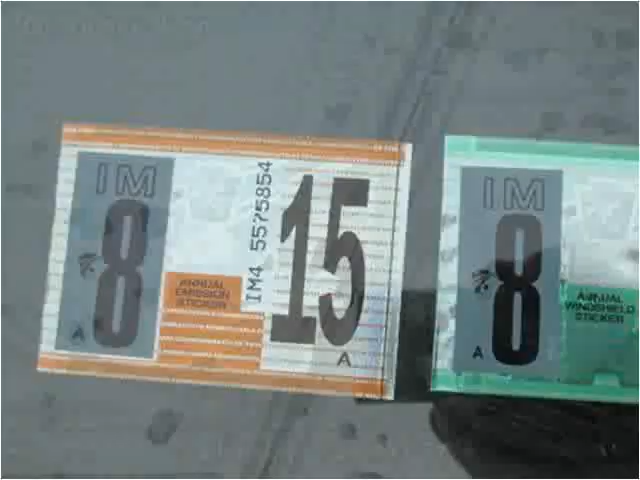 IM
8
A
ANNUAL
EMISSION
STICKER
IM4 5575854
15
A
IM
8
A
ANNUAL
WINDSHIELD
STICKER